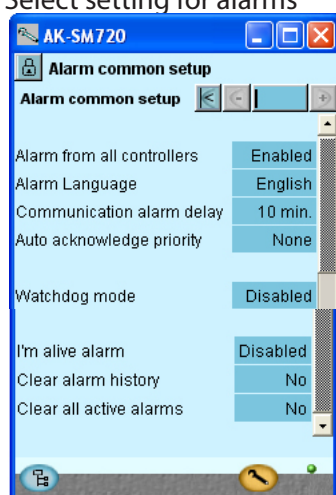 Select setting for alarms
AK-SM720
Alarm common setup
Alarm common setup
Alarm from all controllers Enabled
Alarm Language English
Communication alarm delay 10 min.
Auto acknowledge priority None
Watchdog mode Disabled
I'm alive alarm Disabled
Clear alarm history No
Clear all active alarms No